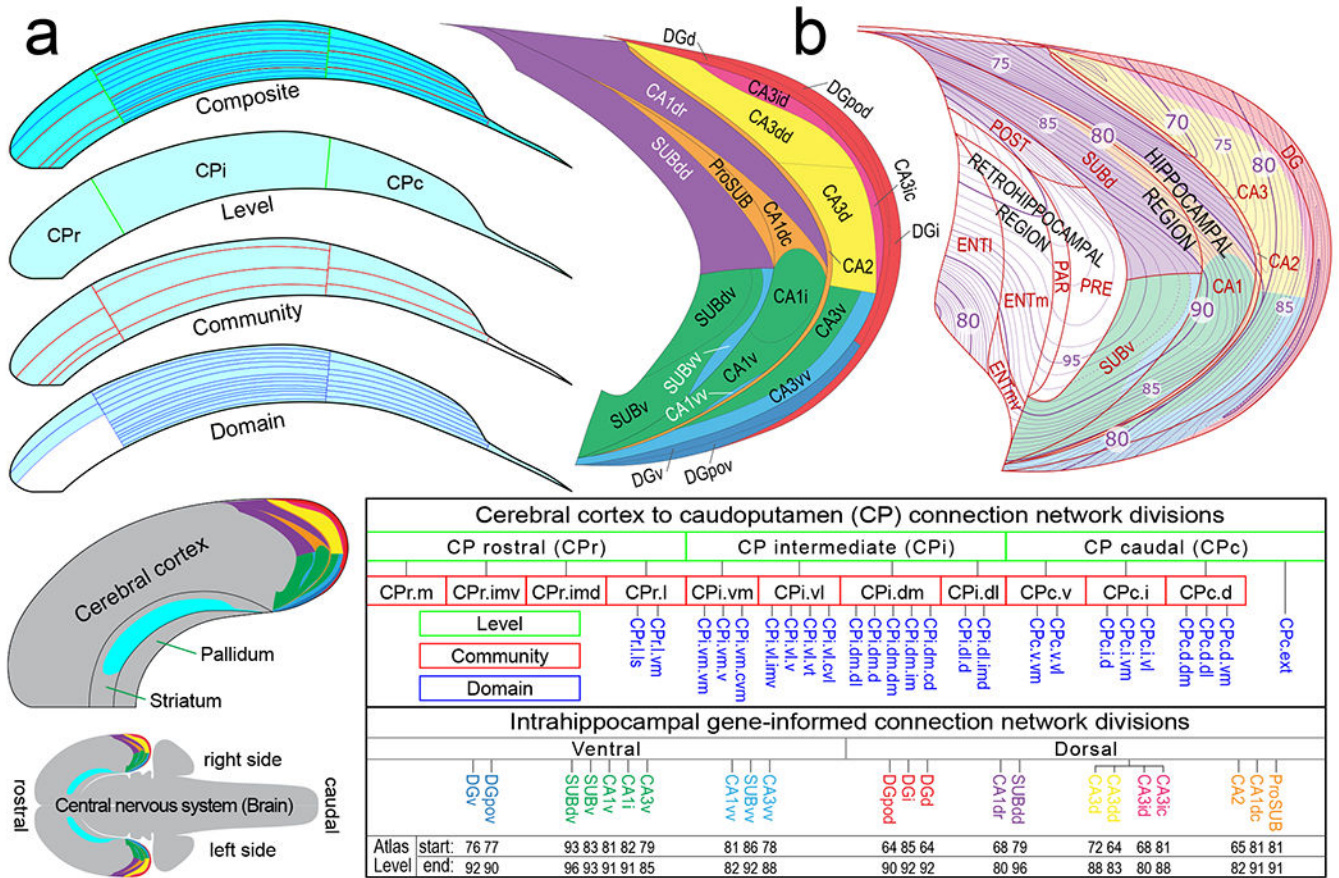 a
b
Composite
CPr
CPi
CPc
Level
Community
Domain
DGd
DGpod
CA3id
CA1dr
CA3dd
SUBdd
ProSUB
CA1dc
CA3d
CA3ic
DGi
CA2
CA1i
SUBdv
CA3v
SUBvv
CA1v
CA1vv
CA3vv
SUBv
DGv
DGpov
75
70
75
80
DG
85
80
POST
SUBd
HIPPOCAMPAL
REGION
CA3
RETROHIPPOCAMPAL
REGION
ENTl
ENTm
PAR
PRE
CA1
CA2
90
85
80
95
SUBv
ENTmv
85
80
Cerebral cortex
Pallidum
Striatum
rostral
right side
Central nervous system (Brain)
left side
caudal
Cerebral cortex to caudoputamen (CP) connection network divisions
CP rostral (CPr) CP intermediate (CPi) CP caudal (CPc)
CPr.m CPr.imv CPr.imd CPr.l CPi.vm CPi.vl CPi.dm CPi.dl CPc.v CPc.i CPc.d
Level
Community
Domain
CPr.l.ls
CPr.l.vm
CPi.vm.vm
CPi.vm.v
CPi.vm.cvm
CPi.vl.imv
CPi.vl.v
CPi.vl.vt
CPi.vl.cvl
CPi.dm.dl
CPi.dm.d
CPi.dm.dm
CPi.dm.im
CPi.dm.cd
CPi.dl.d
CPi.dl.imd
CPc.v.vm
CPc.v.vl
CPc.i.d
CPc.i.vm
CPc.i.vl
CPc.d.dm
CPc.d.dl
CPc.d.vm
CPc.ext
Intrahippocampal gene-informed connection network divisions
Ventral Dorsal
DGv
DGpov
SUBdv
SUBv
CA1v
CA1i
CA3v
CA1vv
SUBvv
CA3vv
DGpod
DGi
DGd
CA1dr
SUBdd
CA3d
CA3dd
CA3id
CA3ic
CA2
CA1dc
ProSUB
Atlas start: 76 77 93 83 81 82 79 81 86 78 64 85 64 68 79 72 64 68 81 65 81 81
Level end: 92 90 96 93 91 91 85 82 92 88 90 92 92 80 96 88 83 80 88 82 91 91